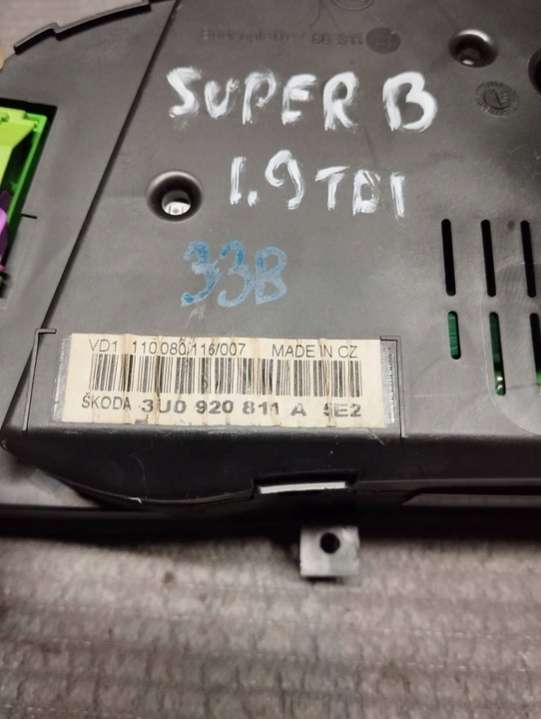 SUPER B
1.9 TDI
33B
VD1 110.080/116/007 MADE IN CZ
ŠKODA 3U0 920 811 A 5E2